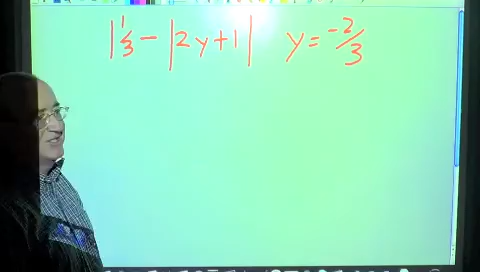 |1/3 - |2y+1| y = -2/3